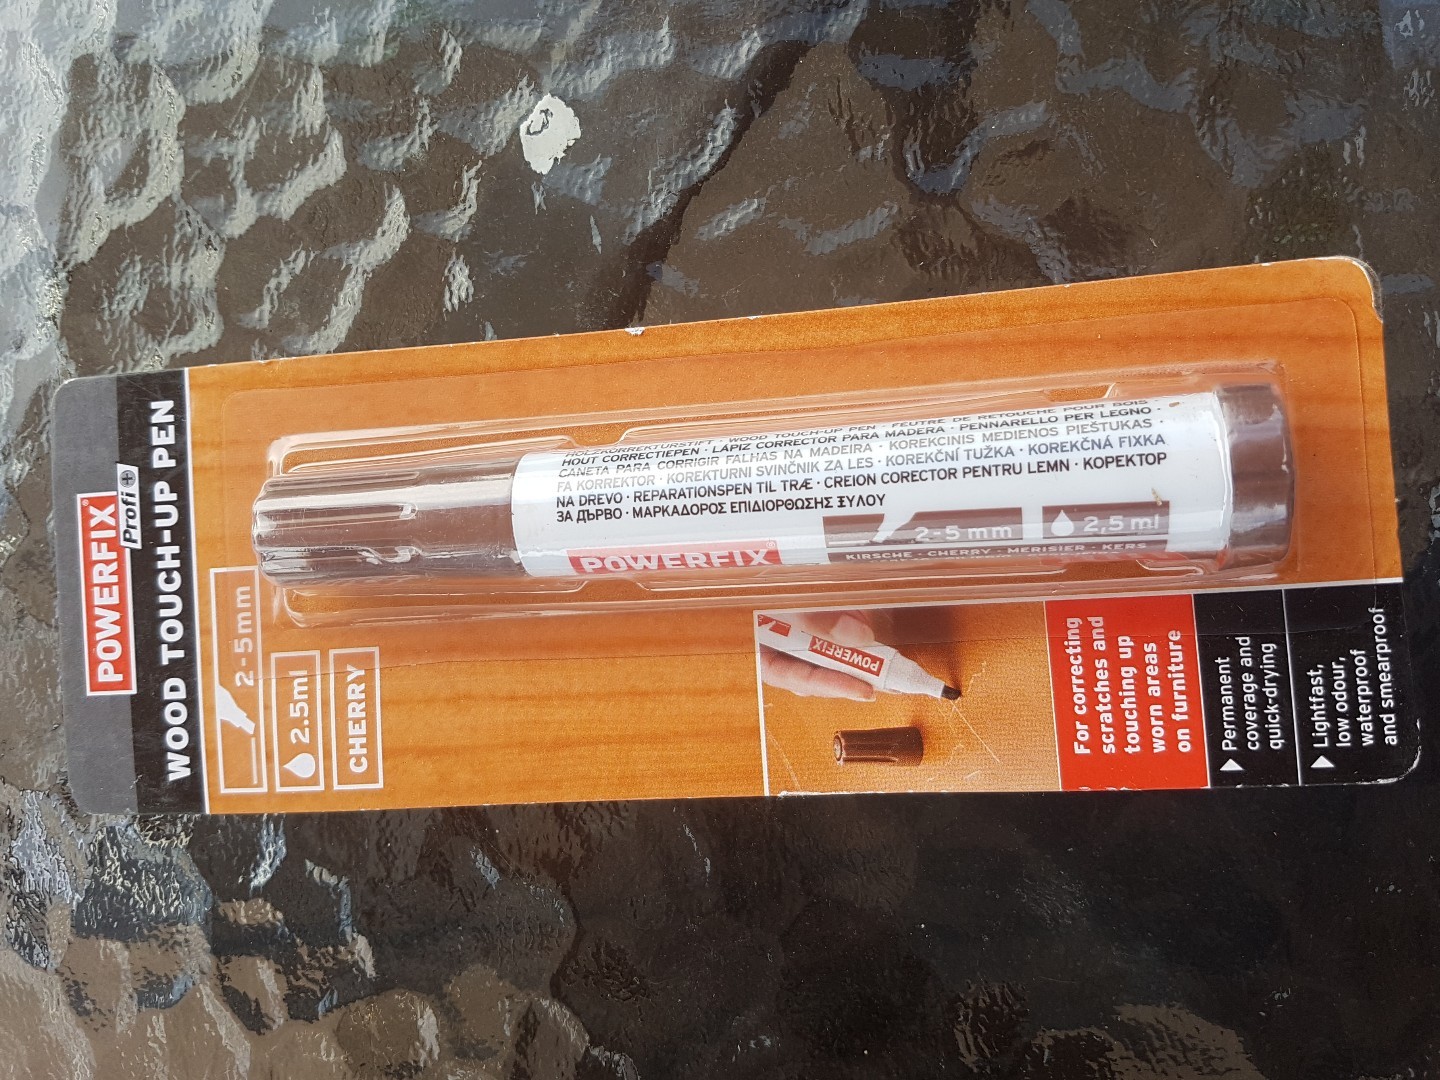 POWERFIX
Profi+
WOOD TOUCH-UP PEN
2-5mm
2.5ml
CHERRY
HOLZKORREKTURSTIFT · WOOD TOUCH-UP PEN · FEUTRE DE RETOUCHE POUR BOIS ·
HOUT CORRECTIEPEN · LÁPIZ CORRECTOR PARA MADERA · PENNARELLO PER LEGNO ·
CANETA PARA CORRIGIR FALHAS NA MADEIRA · KOREKCINIS MEDIENOS PIEŠTUKAS ·
FA KORREKTOR · KOREKTURNI SVINČNIK ZA LES · KOREKČNÍ TUŽKA · KOREKČNÁ FIXKA
NA DREVO · REPARATIONSPEN TIL TRÆ · CREION CORECTOR PENTRU LEMN · КОРЕКТОР
ЗА ДЪРВО · ΜΑΡΚΑΔΟΡΟΣ ΕΠΙΔΙΟΡΘΩΣΗΣ ΞΥΛΟΥ
2-5 mm
2,5 ml
POWERFIX
KIRSCHE · CHERRY · MERISIER · KERS
POWERFIX
For correcting
scratches and
touching up
worn areas
on furniture
Permanent
coverage and
quick-drying
Lightfast,
low odour,
waterproof
and smearproof